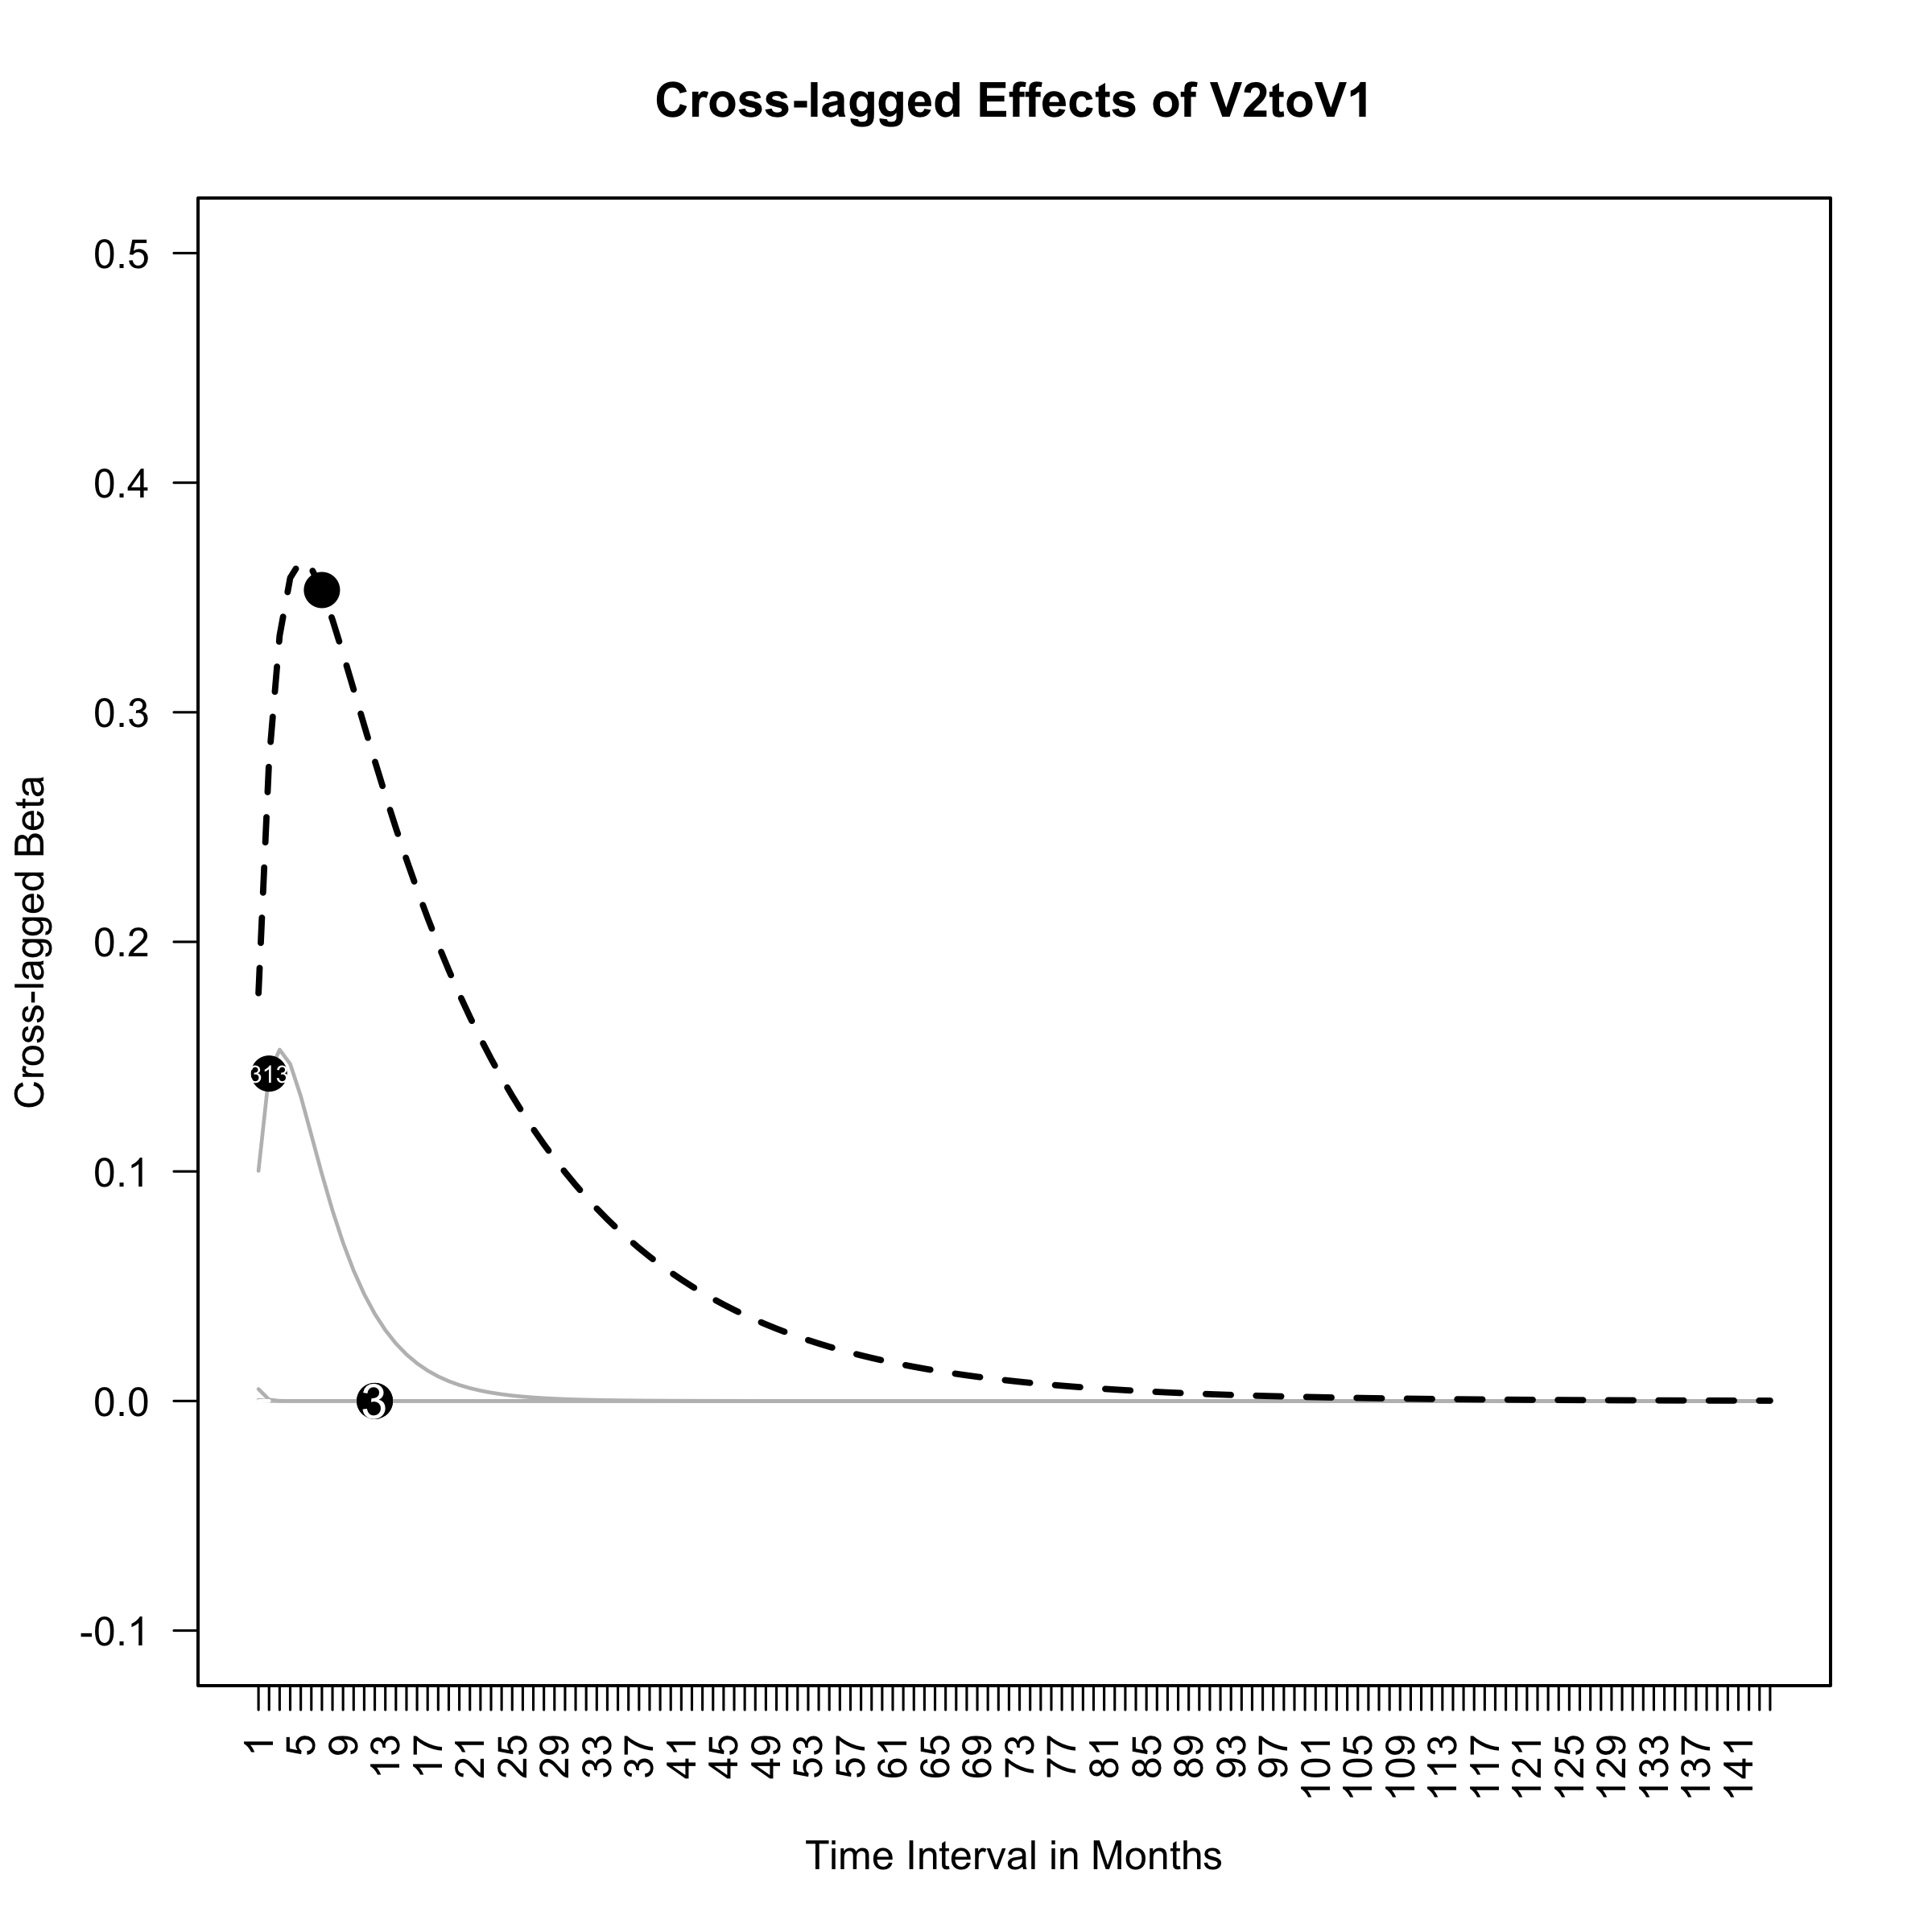 Cross-lagged Effects of V2toV1
Cross-lagged Beta
0.5
0.4
0.3
0.2
0.1
0.0
-0.1
313
3
1 5 9 13 17 21 25 29 33 37 41 45 49 53 57 61 65 69 73 77 81 85 89 93 97 101 105 109 113 117 121 125 129 133 137 141
Time Interval in Months